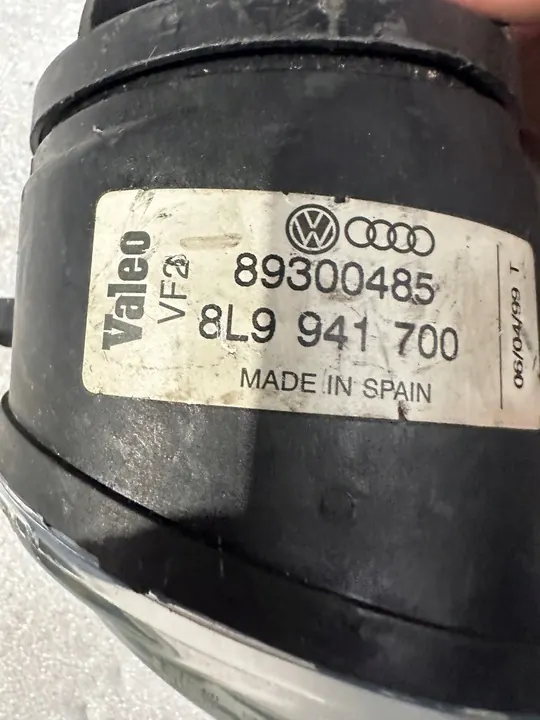 Valeo
VF2
89300485
8L9 941 700
MADE IN SPAIN
06/04/99 T